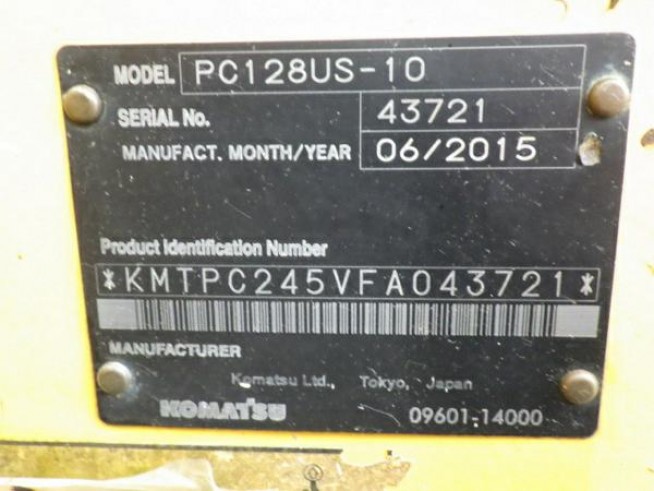 MODEL PC128US-10
SERIAL No. 43721
MANUFACT. MONTH/YEAR 06/2015
Product Identification Number
*KMTPC245VFA043721*
MANUFACTURER
Komatsu Ltd., Tokyo, Japan
KOMATSU 09601-14000